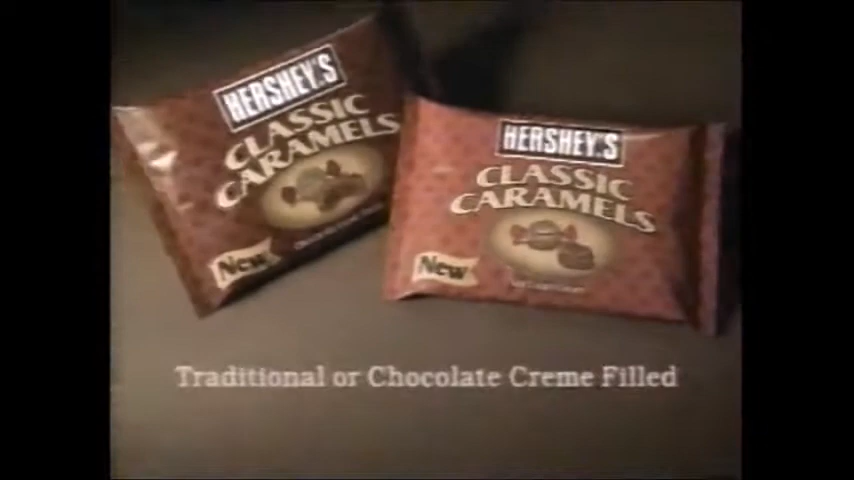 HERSHEY'S
CLASSIC
CARAMELS
New
HERSHEY'S
CLASSIC
CARAMELS
New
Traditional or Chocolate Creme Filled